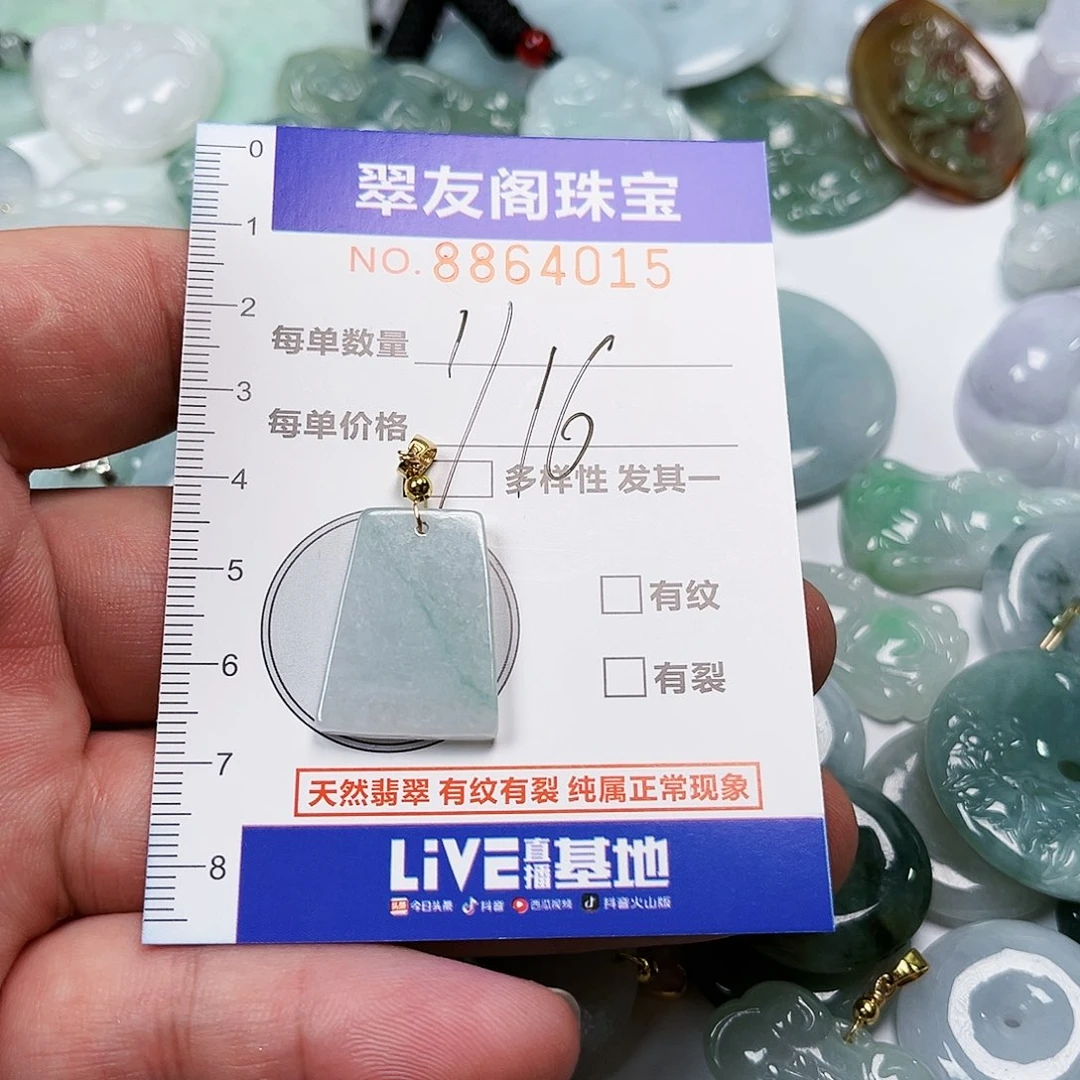 0
翠友阁珠宝
1
NO.8864015
2
每单数量
1/16
3
每单价格
4
多样性 发其一
5
有纹
6
有裂
7
天然翡翠 有纹有裂 纯属正常现象
8
LiVE直播基地
头条 今日头条 抖音 西瓜视频 抖音火山版